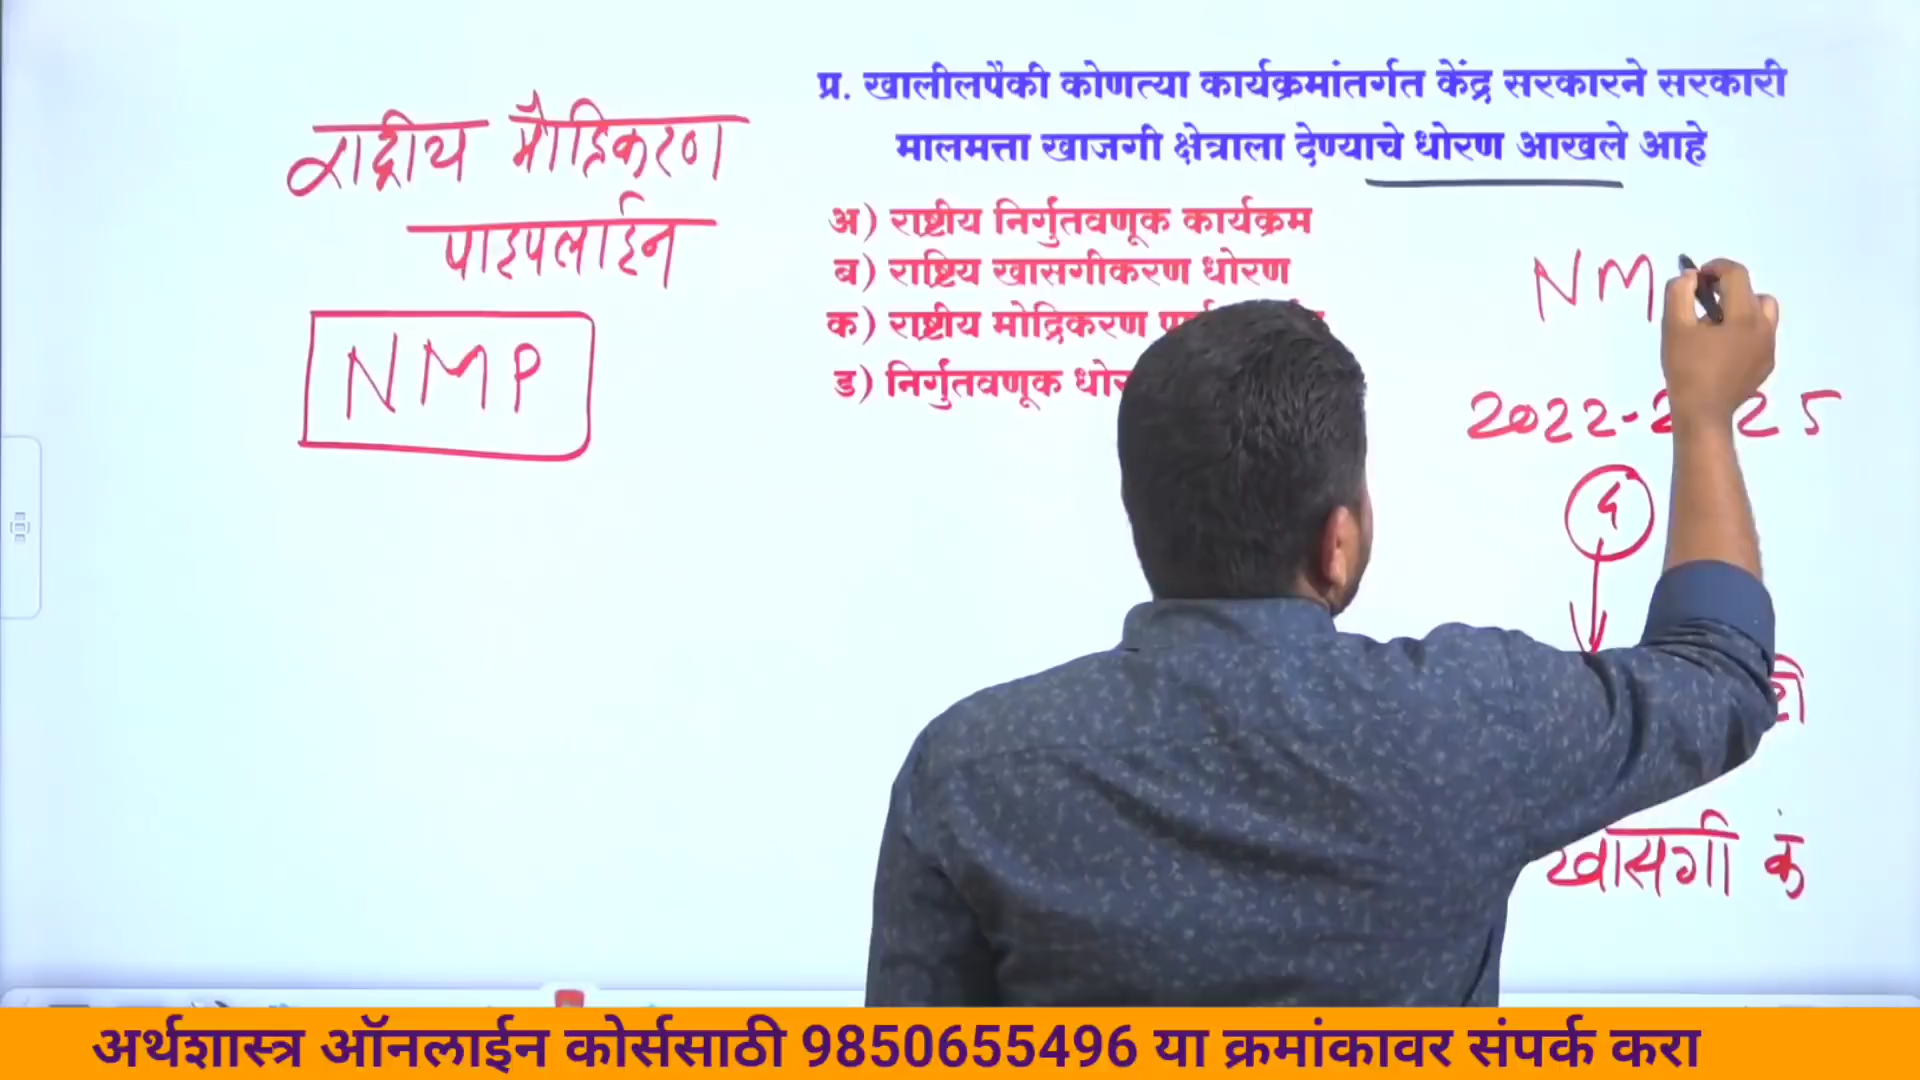 राष्ट्रीय मौद्रिकरण
पाइपलाईन
NMP
प्र. खालीलपैकी कोणत्या कार्यक्रमांतर्गत केंद्र सरकारने सरकारी
मालमत्ता खाजगी क्षेत्राला देण्याचे धोरण आखले आहे
अ) राष्ट्रीय निर्गुतवणूक कार्यक्रम
ब) राष्ट्रिय खासगीकरण धोरण
क) राष्ट्रीय मोद्रिकरण
ड) निर्गुतवणूक
NM
2022-2025
खासगी कं
अर्थशास्त्र ऑनलाईन कोर्ससाठी 9850655496 या क्रमांकावर संपर्क करा